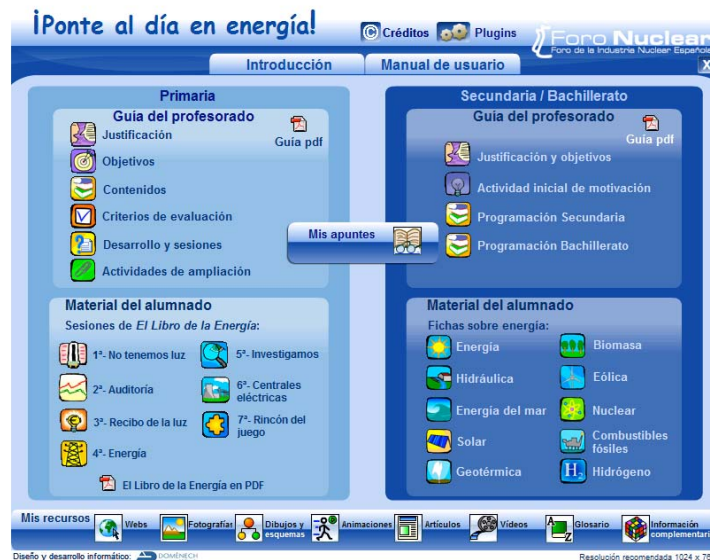 ¡Ponte al día en energía!
© Créditos
Plugins
Foro Nuclear
Foro de la Industria Nuclear Española
Introducción
Manual de usuario
X
Primaria
Guía del profesorado
Justificación
Guía pdf
Objetivos
Contenidos
Criterios de evaluación
Desarrollo y sesiones
Actividades de ampliación
Material del alumnado
Sesiones de El Libro de la Energía:
1ª- No tenemos luz
5ª- Investigamos
2ª- Auditoría
6ª- Centrales
eléctricas
3ª- Recibo de la luz
7ª- Rincón del
juego
4ª- Energía
El Libro de la Energía en PDF
Mis apuntes
Secundaria / Bachillerato
Guía del profesorado
Guía pdf
Justificación y objetivos
Actividad inicial de motivación
Programación Secundaria
Programación Bachillerato
Material del alumnado
Fichas sobre energía:
Energía
Biomasa
Hidráulica
Eólica
Energía del mar
Nuclear
Solar
Combustibles
fósiles
Geotérmica
H₂ Hidrógeno
Mis recursos
Webs
Fotografías
Dibujos y
esquemas
Animaciones
Artículos
Vídeos
A Z
Glosario
Información
complementari
Diseño y desarrollo informático:
DOMÈNECH
Resolución recomendada 1024 x 76